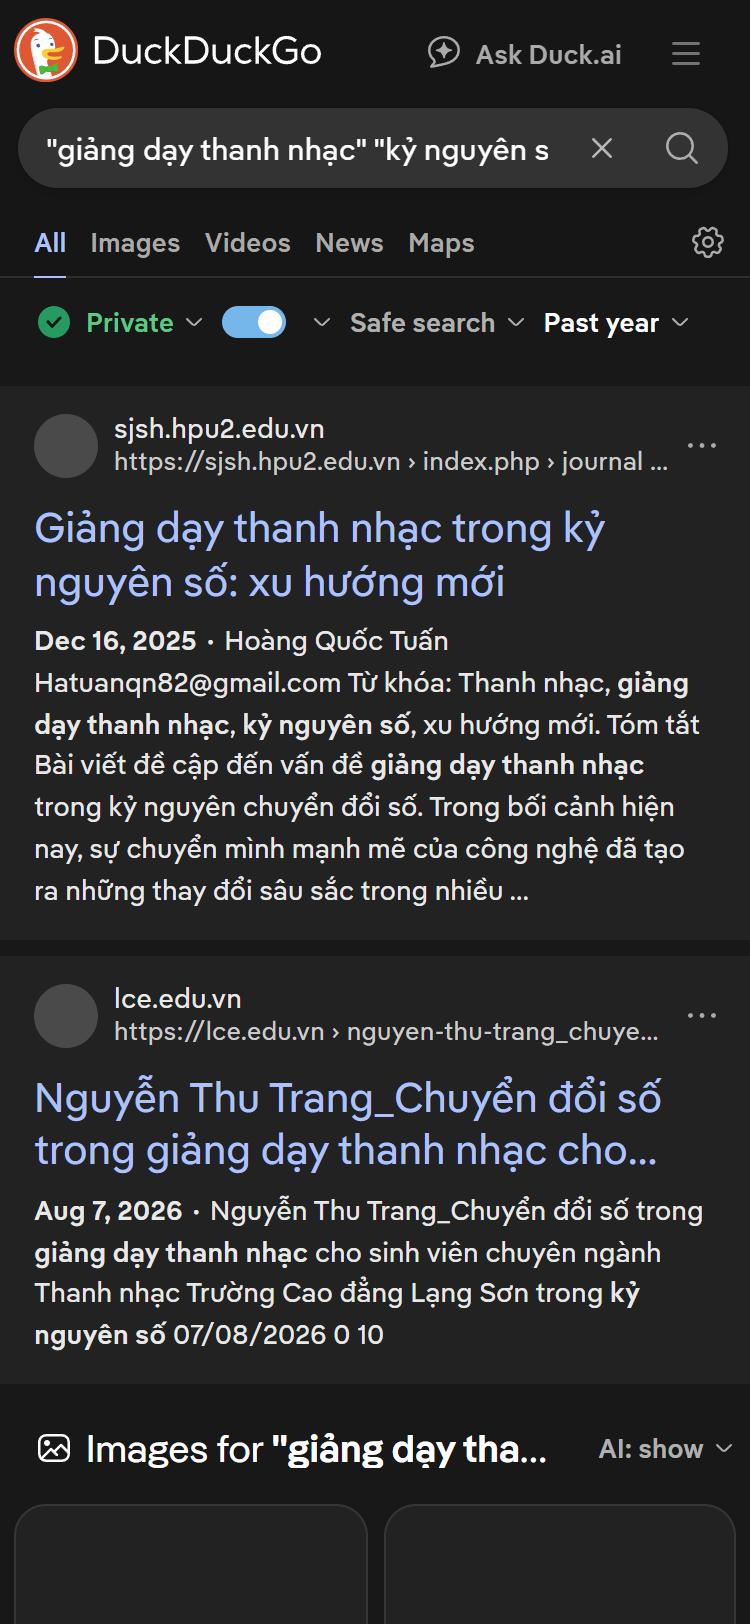 DuckDuckGo
Ask Duck.ai
"giảng dạy thanh nhạc" "kỷ nguyên s
All Images Videos News Maps
Private Safe search Past year
sjsh.hpu2.edu.vn
https://sjsh.hpu2.edu.vn › index.php › journal ...
Giảng dạy thanh nhạc trong kỷ
nguyên số: xu hướng mới
Dec 16, 2025 · Hoàng Quốc Tuấn
Hatuanqn82@gmail.com Từ khóa: Thanh nhạc, giảng
dạy thanh nhạc, kỷ nguyên số, xu hướng mới. Tóm tắt
Bài viết đề cập đến vấn đề giảng dạy thanh nhạc
trong kỷ nguyên chuyển đổi số. Trong bối cảnh hiện
nay, sự chuyển mình mạnh mẽ của công nghệ đã tạo
ra những thay đổi sâu sắc trong nhiều ...
lce.edu.vn
https://lce.edu.vn › nguyen-thu-trang_chuye...
Nguyễn Thu Trang_Chuyển đổi số
trong giảng dạy thanh nhạc cho...
Aug 7, 2026 · Nguyễn Thu Trang_Chuyển đổi số trong
giảng dạy thanh nhạc cho sinh viên chuyên ngành
Thanh nhạc Trường Cao đẳng Lạng Sơn trong kỷ
nguyên số 07/08/2026 0 10
Images for "giảng dạy tha...
AI: show